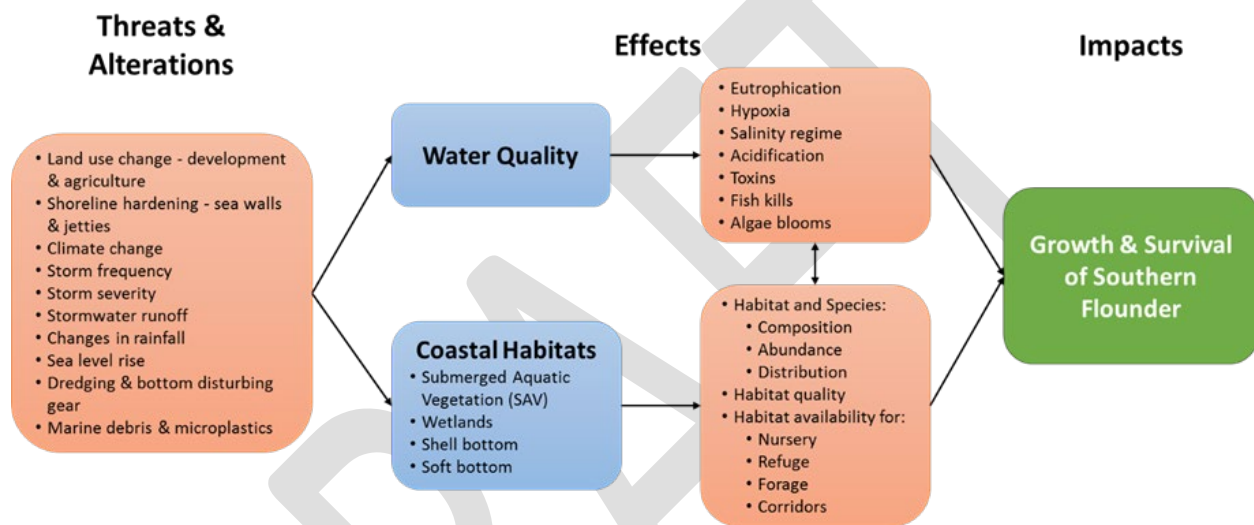 Threats &
Alterations
Effects
Impacts
• Land use change - development
& agriculture
• Shoreline hardening - sea walls
& jetties
• Climate change
• Storm frequency
• Storm severity
• Stormwater runoff
• Changes in rainfall
• Sea level rise
• Dredging & bottom disturbing
gear
• Marine debris & microplastics
Water Quality
Coastal Habitats
• Submerged Aquatic
Vegetation (SAV)
• Wetlands
• Shell bottom
• Soft bottom
• Eutrophication
• Hypoxia
• Salinity regime
• Acidification
• Toxins
• Fish kills
• Algae blooms
• Habitat and Species:
• Composition
• Abundance
• Distribution
• Habitat quality
• Habitat availability for:
• Nursery
• Refuge
• Forage
• Corridors
Growth & Survival
of Southern
Flounder
DRAFT